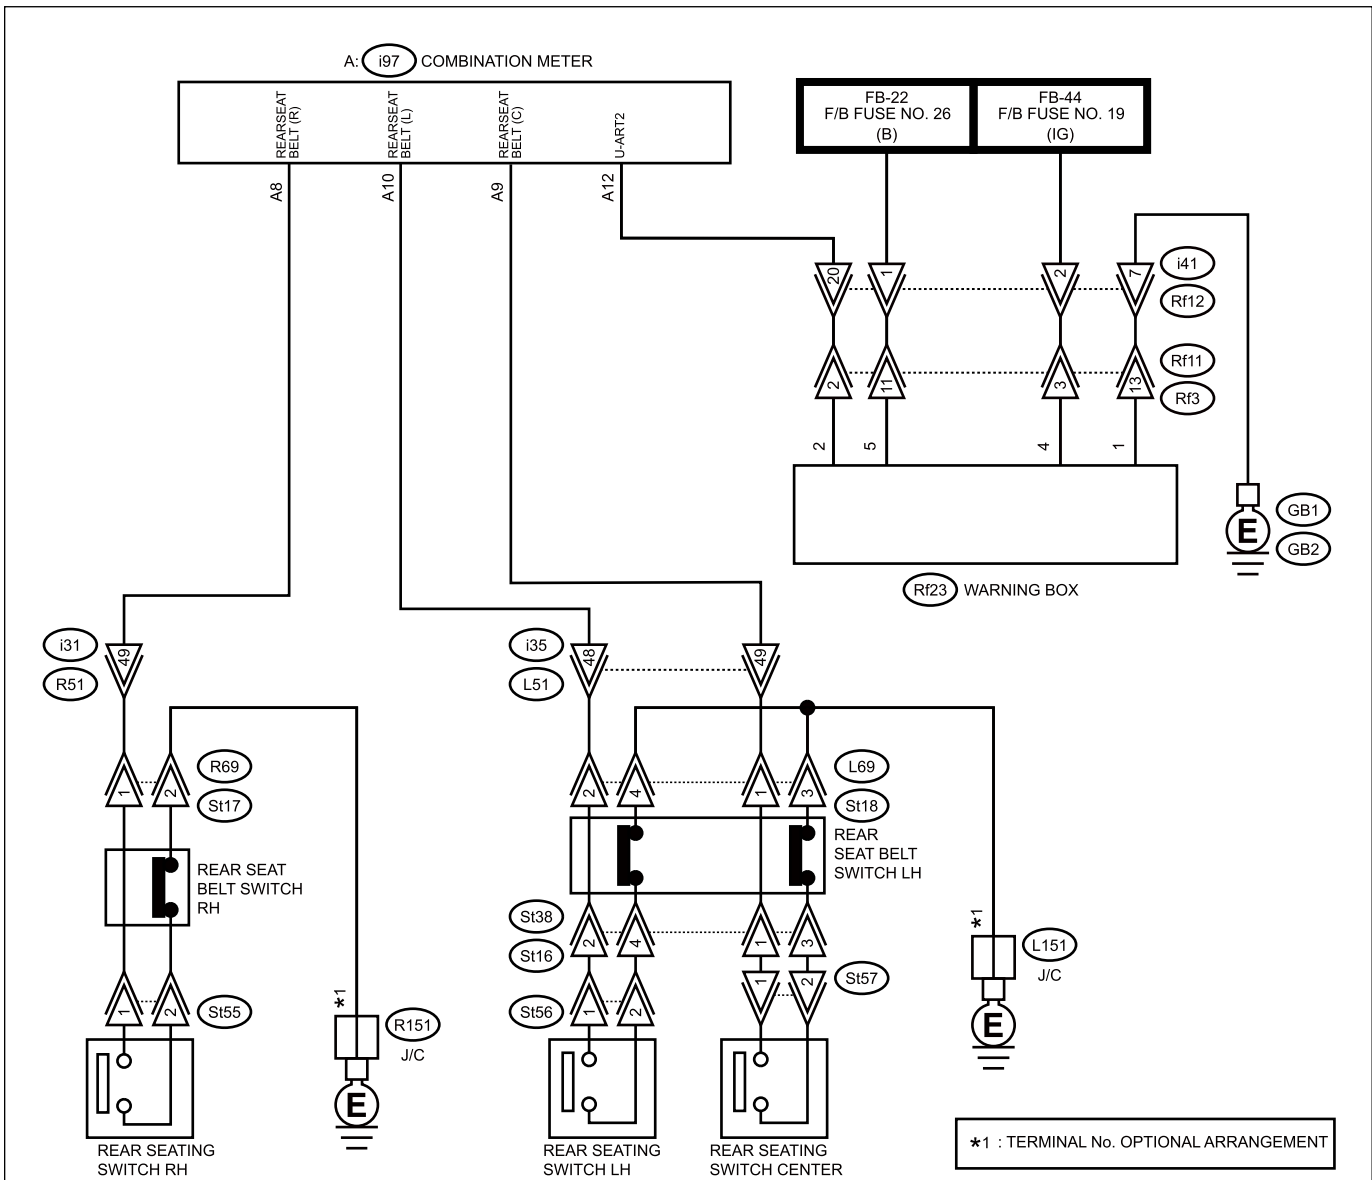 A: i97 COMBINATION METER
REARSEAT
BELT (R)
REARSEAT
BELT (L)
REARSEAT
BELT (C)
U-ART2
A8
A10
A9
A12
FB-22
F/B FUSE NO. 26
(B)
FB-44
F/B FUSE NO. 19
(IG)
20
1
2
7
i41
Rf12
2
11
3
13
Rf11
Rf3
2
5
4
1
GB1
E
GB2
Rf23 WARNING BOX
i31
49
R51
i35
48
49
L51
1
2
R69
St17
2
4
1
3
L69
St18
REAR SEAT
BELT SWITCH
RH
REAR
SEAT BELT
SWITCH LH
St38
2
4
1
3
St16
*1
L151
J/C
E
1
2
St57
1
2
St55
*1
R151
J/C
E
St56
1
2
REAR SEATING
SWITCH RH
REAR SEATING
SWITCH LH
REAR SEATING
SWITCH CENTER
*1 : TERMINAL No. OPTIONAL ARRANGEMENT